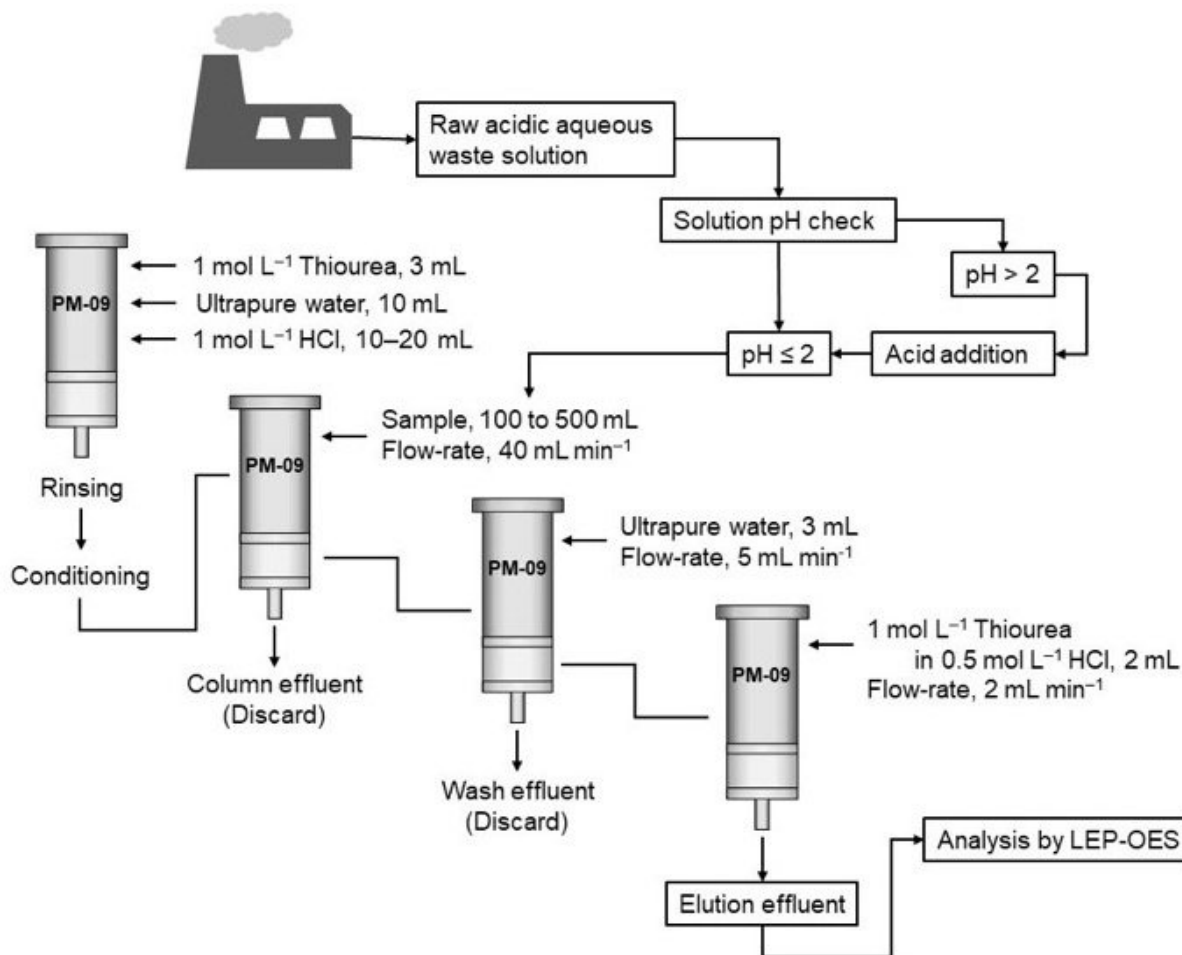 Raw acidic aqueous
waste solution
Solution pH check
pH > 2
Acid addition
pH ≤ 2
PM-09
1 mol L⁻¹ Thiourea, 3 mL
Ultrapure water, 10 mL
1 mol L⁻¹ HCl, 10–20 mL
Rinsing
Conditioning
PM-09
Sample, 100 to 500 mL
Flow-rate, 40 mL min⁻¹
Column effluent
(Discard)
PM-09
Ultrapure water, 3 mL
Flow-rate, 5 mL min⁻¹
Wash effluent
(Discard)
PM-09
1 mol L⁻¹ Thiourea
in 0.5 mol L⁻¹ HCl, 2 mL
Flow-rate, 2 mL min⁻¹
Elution effluent
Analysis by LEP-OES